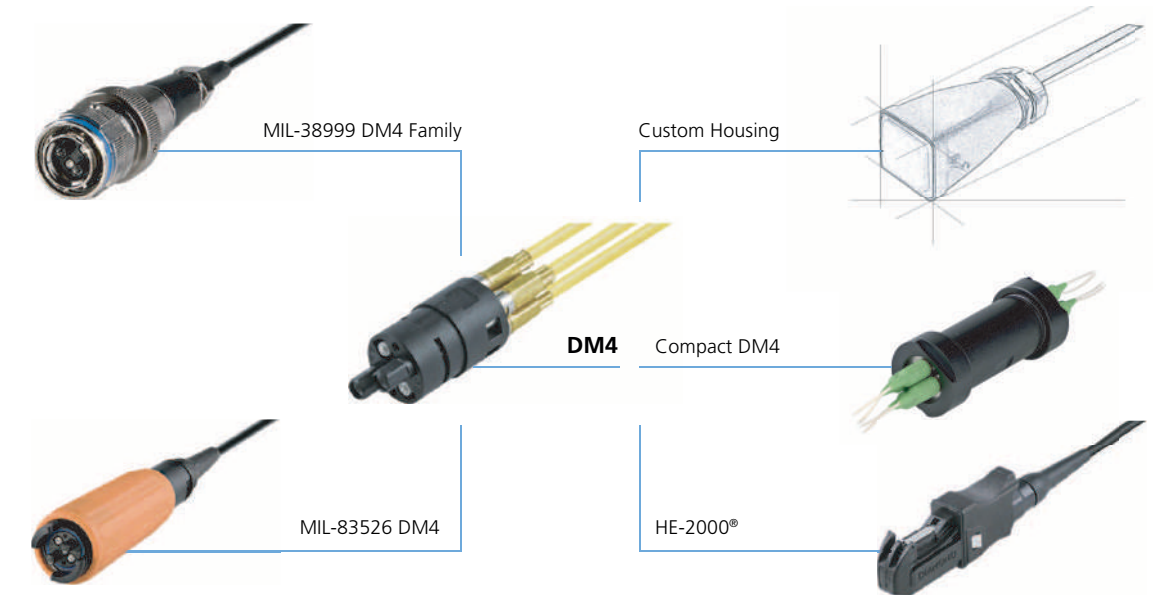 MIL-38999 DM4 Family
Custom Housing
DM4
Compact DM4
MIL-83526 DM4
HE-2000®